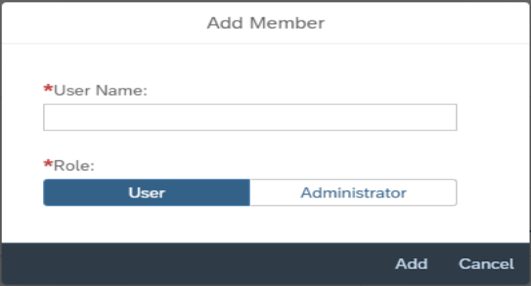 Add Member
*User Name:
*Role:
User Administrator
Add Cancel